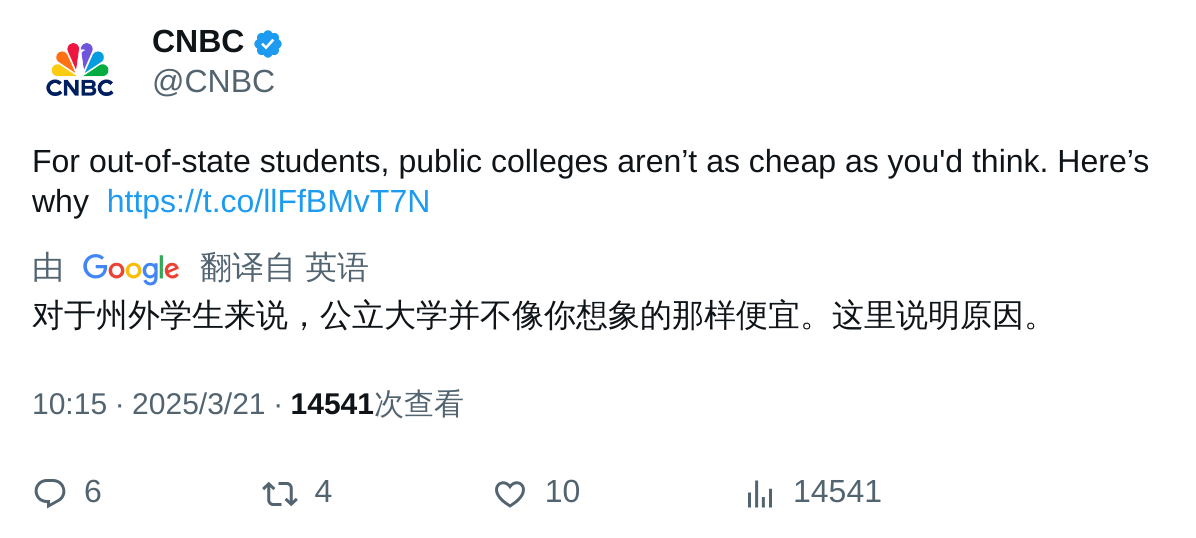 CNBC
@CNBC
CNBC
For out-of-state students, public colleges aren’t as cheap as you'd think. Here’s
why https://t.co/llFfBMvT7N
由 Google 翻译自 英语
对于州外学生来说，公立大学并不像你想象的那样便宜。这里说明原因。
10:15 · 2025/3/21 · 14541次查看
6 4 10 14541